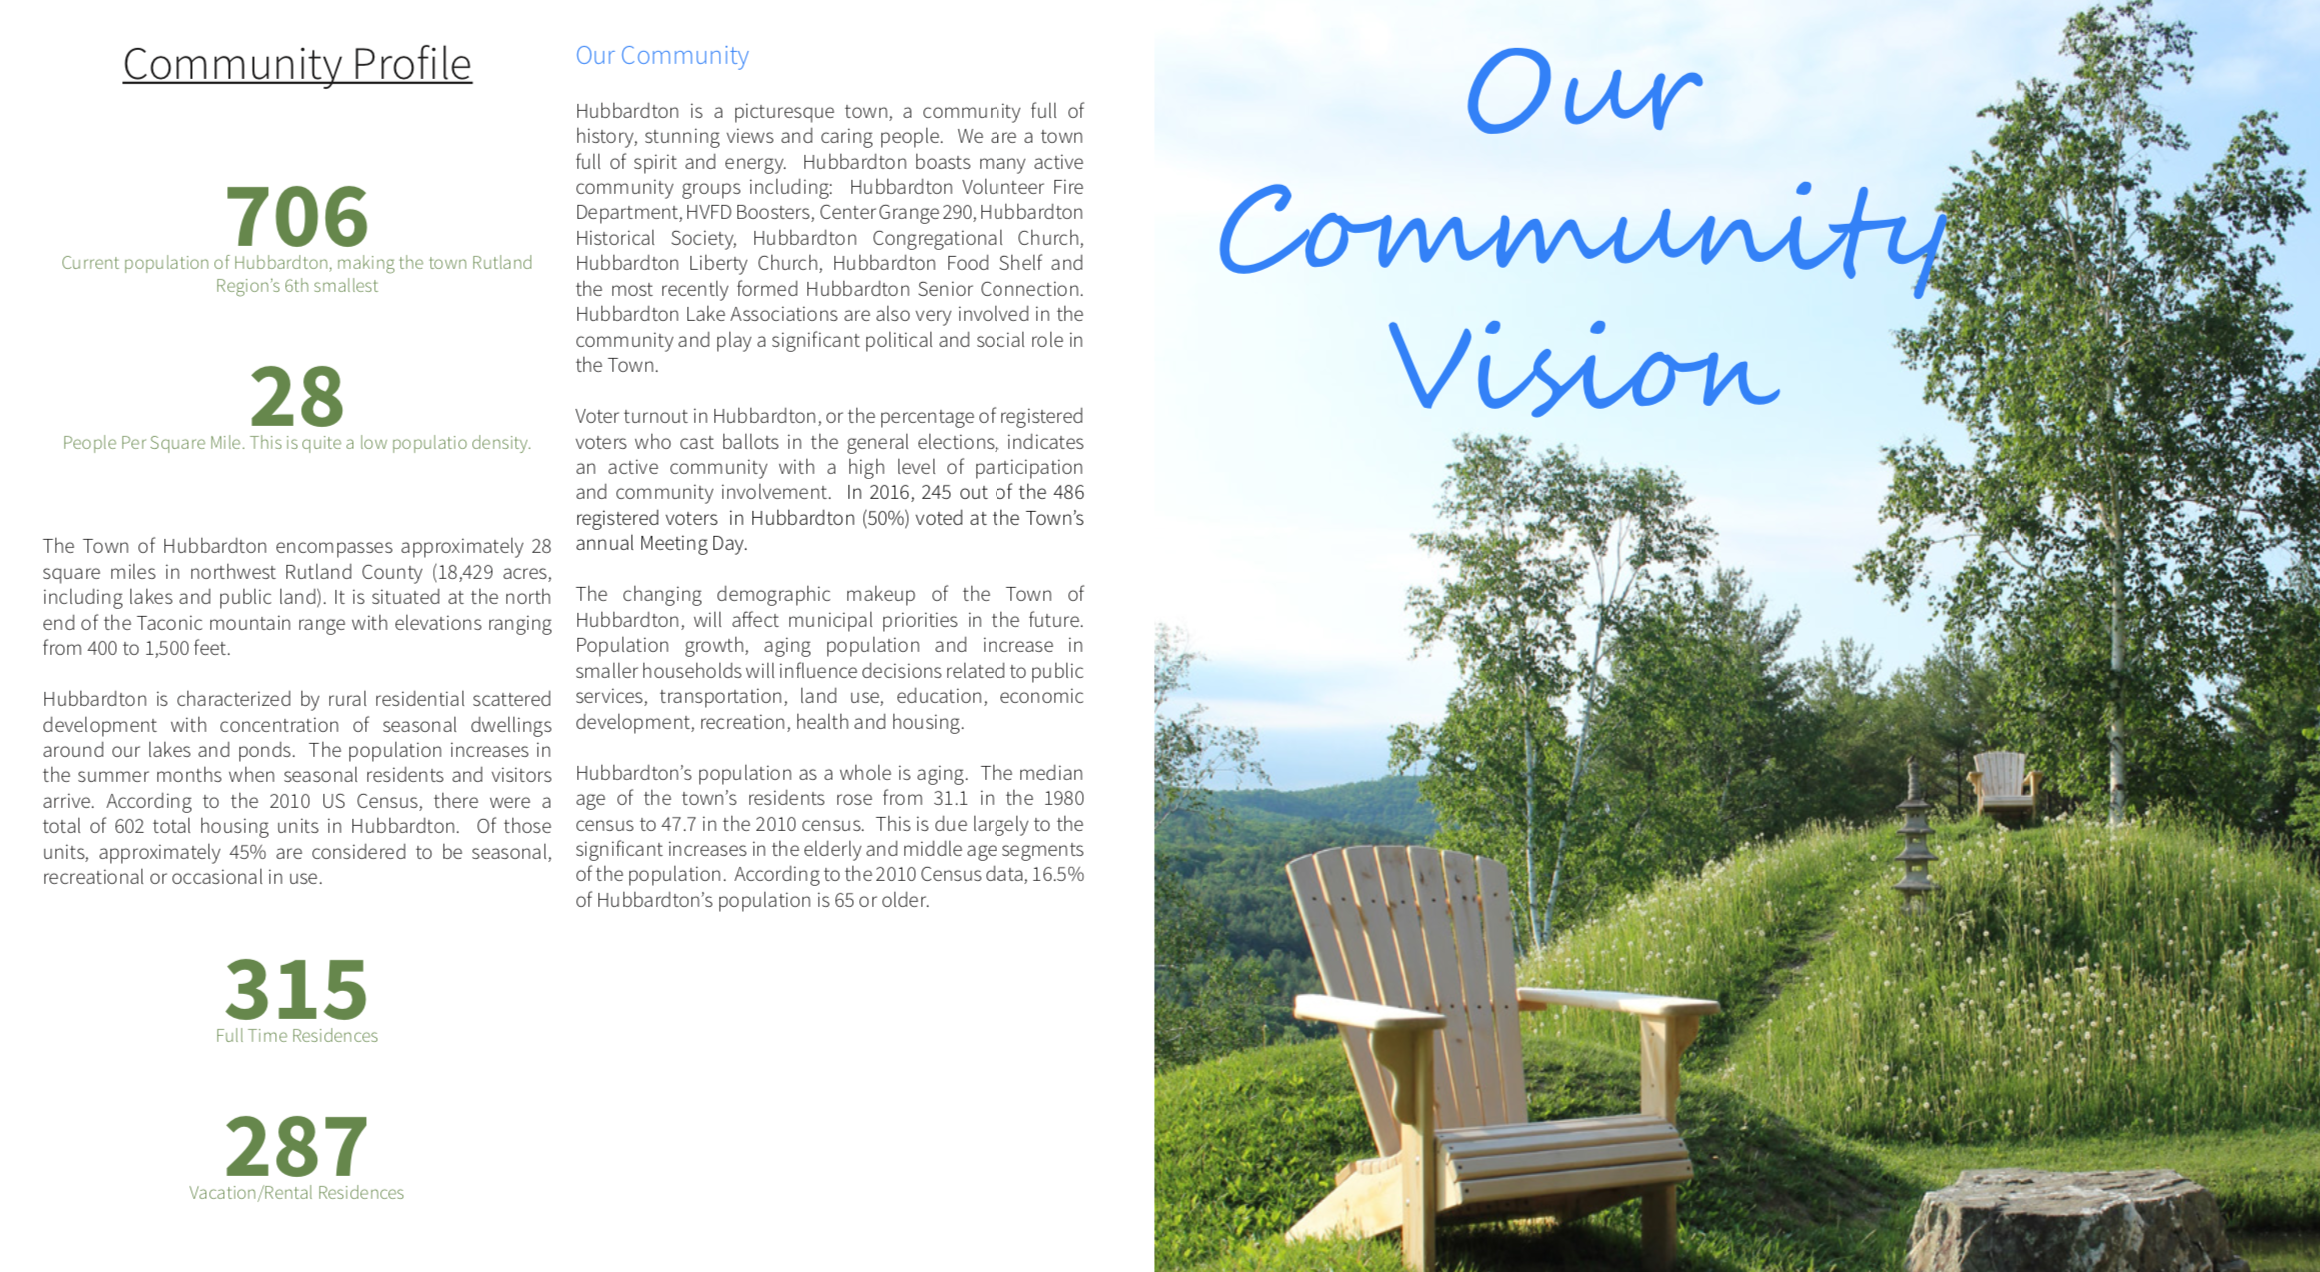 Community Profile
706
Current population of Hubbardton, making the town Rutland
Region's 6th smallest
28
People Per Square Mile. This is quite a low populatio density.
The Town of Hubbardton encompasses approximately 28
square miles in northwest Rutland County (18,429 acres,
including lakes and public land). It is situated at the north
end of the Taconic mountain range with elevations ranging
from 400 to 1,500 feet.
Hubbardton is characterized by rural residential scattered
development with concentration of seasonal dwellings
around our lakes and ponds. The population increases in
the summer months when seasonal residents and visitors
arrive. According to the 2010 US Census, there were a
total of 602 total housing units in Hubbardton. Of those
units, approximately 45% are considered to be seasonal,
recreational or occasional in use.
315
Full Time Residences
287
Vacation/Rental Residences
Our Community
Hubbardton is a picturesque town, a community full of
history, stunning views and caring people. We are a town
full of spirit and energy. Hubbardton boasts many active
community groups including: Hubbardton Volunteer Fire
Department, HVFD Boosters, Center Grange 290, Hubbardton
Historical Society, Hubbardton Congregational Church,
Hubbardton Liberty Church, Hubbardton Food Shelf and
the most recently formed Hubbardton Senior Connection.
Hubbardton Lake Associations are also very involved in the
community and play a significant political and social role in
the Town.
Voter turnout in Hubbardton, or the percentage of registered
voters who cast ballots in the general elections, indicates
an active community with a high level of participation
and community involvement. In 2016, 245 out of the 486
registered voters in Hubbardton (50%) voted at the Town's
annual Meeting Day.
The changing demographic makeup of the Town of
Hubbardton, will affect municipal priorities in the future.
Population growth, aging population and increase in
smaller households will influence decisions related to public
services, transportation, land use, education, economic
development, recreation, health and housing.
Hubbardton's population as a whole is aging. The median
age of the town's residents rose from 31.1 in the 1980
census to 47.7 in the 2010 census. This is due largely to the
significant increases in the elderly and middle age segments
of the population. According to the 2010 Census data, 16.5%
of Hubbardton's population is 65 or older.
Our
Community
Vision